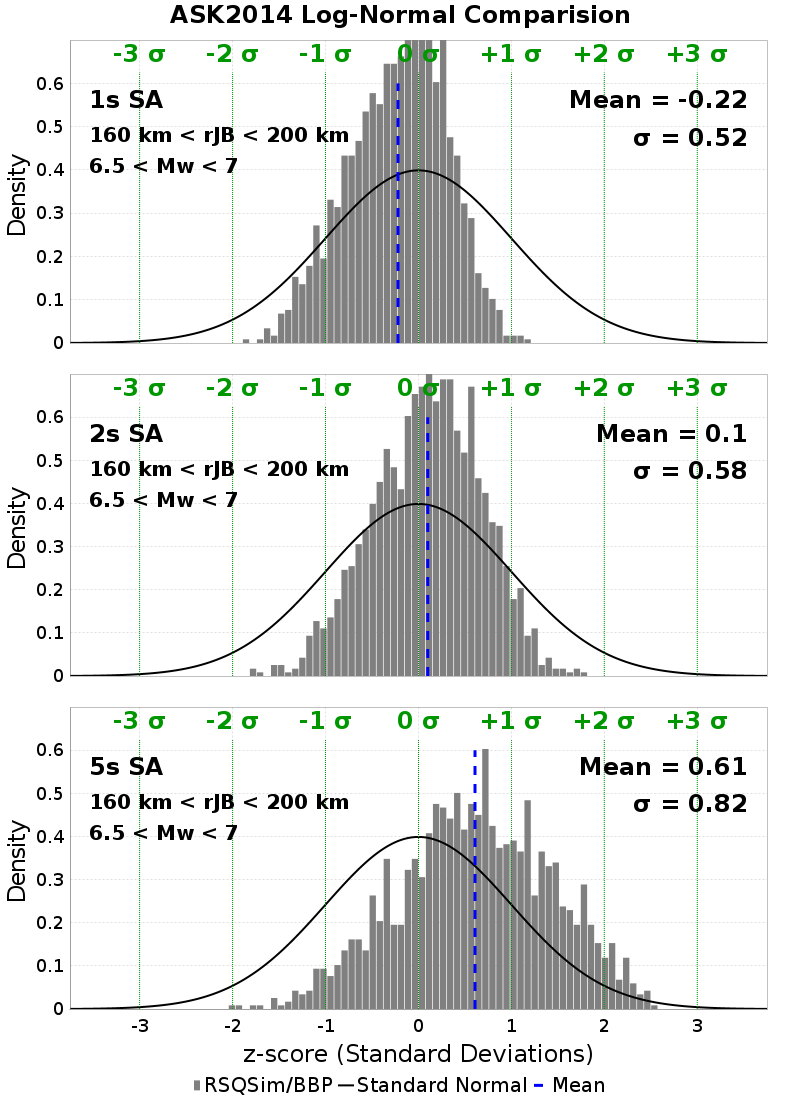 ASK2014 Log-Normal Comparision
-3 σ -2 σ -1 σ 0 σ +1 σ +2 σ +3 σ
1s SA
160 km < rJB < 200 km
6.5 < Mw < 7
Mean = -0.22
σ = 0.52
Density
0.6
0.5
0.4
0.3
0.2
0.1
0
-3 σ -2 σ -1 σ 0 σ +1 σ +2 σ +3 σ
2s SA
160 km < rJB < 200 km
6.5 < Mw < 7
Mean = 0.1
σ = 0.58
Density
0.6
0.5
0.4
0.3
0.2
0.1
0
-3 σ -2 σ -1 σ 0 σ +1 σ +2 σ +3 σ
5s SA
160 km < rJB < 200 km
6.5 < Mw < 7
Mean = 0.61
σ = 0.82
Density
0.6
0.5
0.4
0.3
0.2
0.1
0
-3 -2 -1 0 1 2 3
z-score (Standard Deviations)
RSQSim/BBP Standard Normal Mean